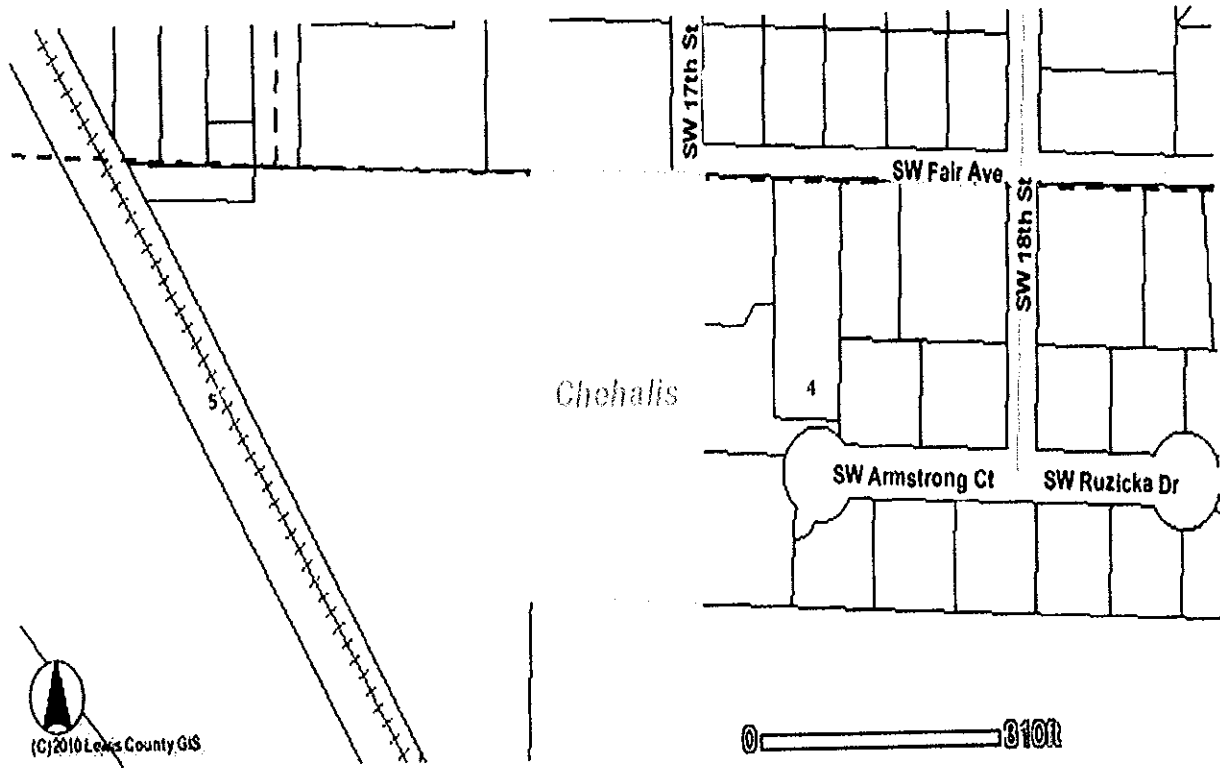 SW 17th St
SW Fair Ave
SW 18th St
5
Chehalis
4
SW Armstrong Ct
SW Ruzicka Dr
(C)2010 Lewis County GIS
0
310ft